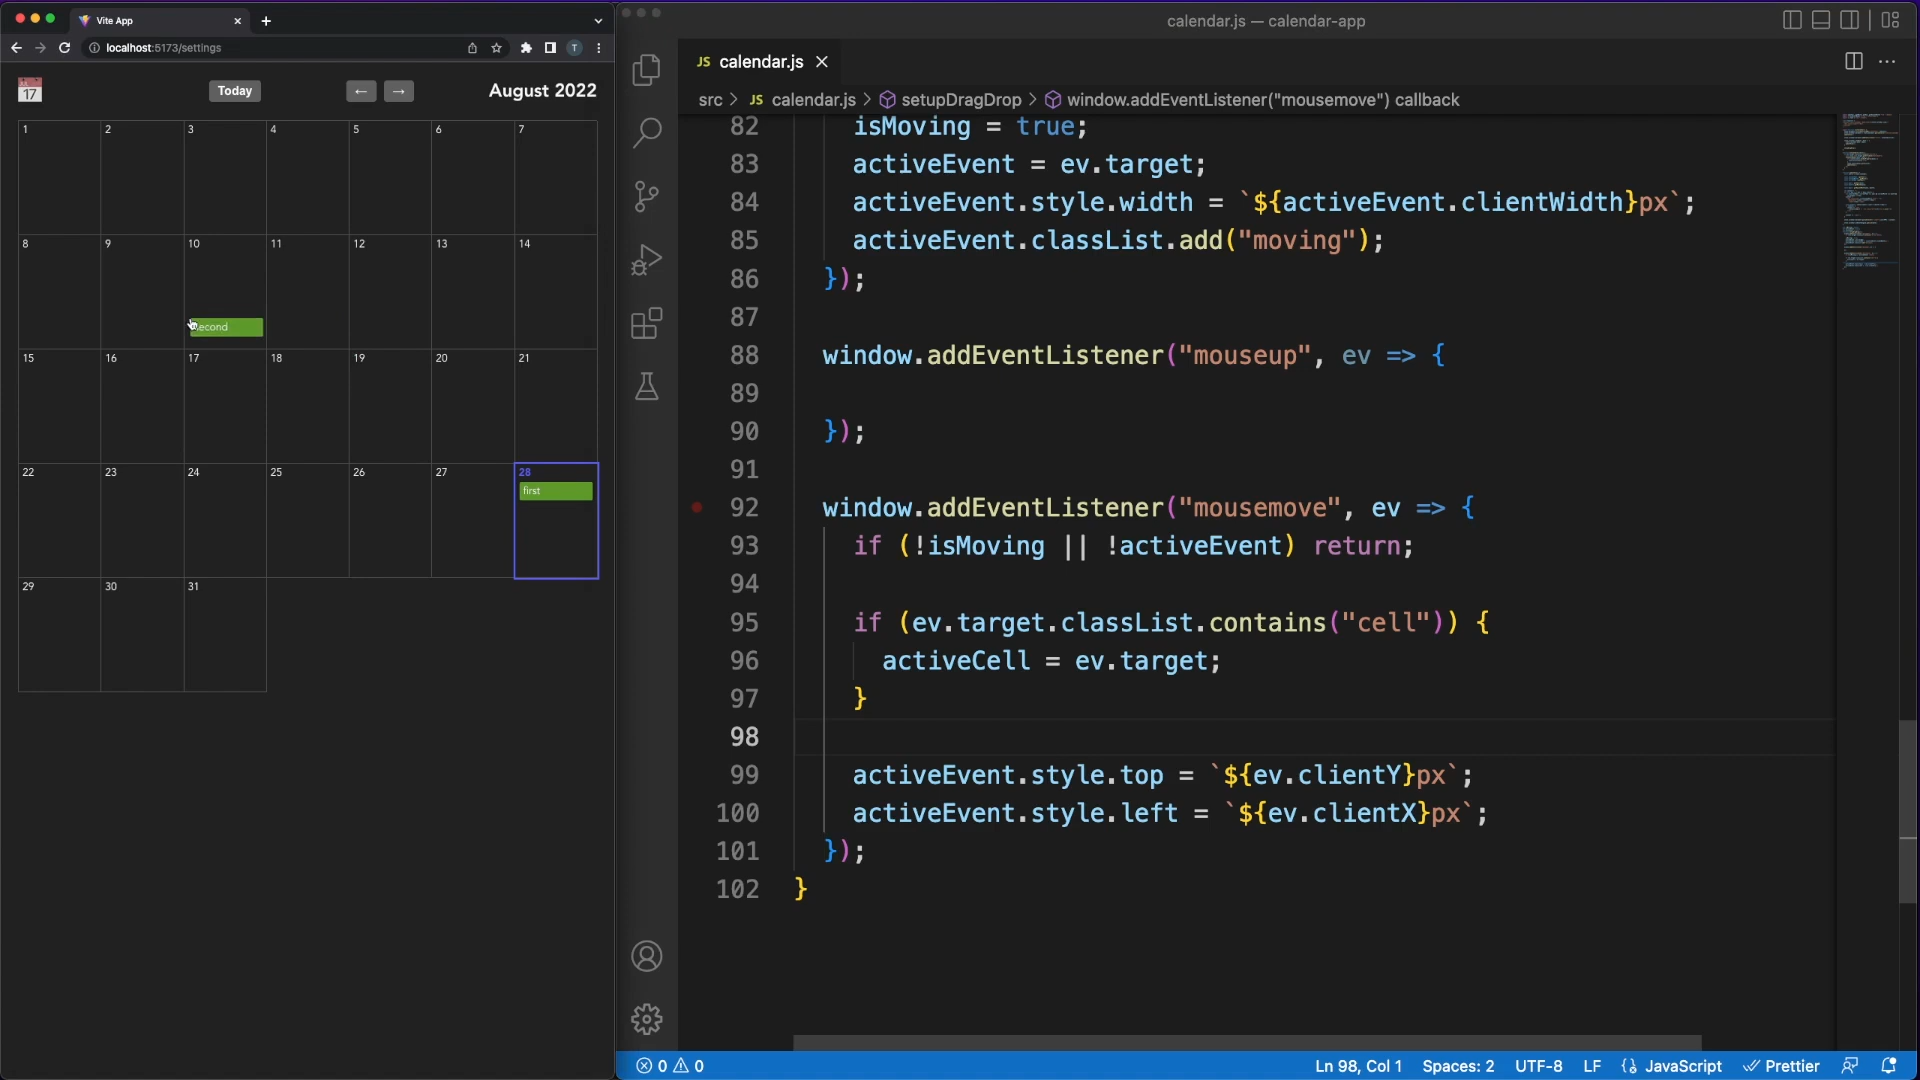 Vite App
localhost:5173/settings
17
Today
←
→
August 2022
1 2 3 4 5 6 7
8 9 10 11 12 13 14
econd
15 16 17 18 19 20 21
22 23 24 25 26 27 28
first
29 30 31
calendar.js — calendar-app
JS calendar.js
src > JS calendar.js > setupDragDrop > window.addEventListener("mousemove") callback
82 isMoving = true;
83 activeEvent = ev.target;
84 activeEvent.style.width = `${activeEvent.clientWidth}px`;
85 activeEvent.classList.add("moving");
86 });
87
88 window.addEventListener("mouseup", ev => {
89
90 });
91
92 window.addEventListener("mousemove", ev => {
93 if (!isMoving || !activeEvent) return;
94
95 if (ev.target.classList.contains("cell")) {
96 activeCell = ev.target;
97 }
98
99 activeEvent.style.top = `${ev.clientY}px`;
100 activeEvent.style.left = `${ev.clientX}px`;
101 });
102 }
0 0
Ln 98, Col 1 Spaces: 2 UTF-8 LF {} JavaScript Prettier